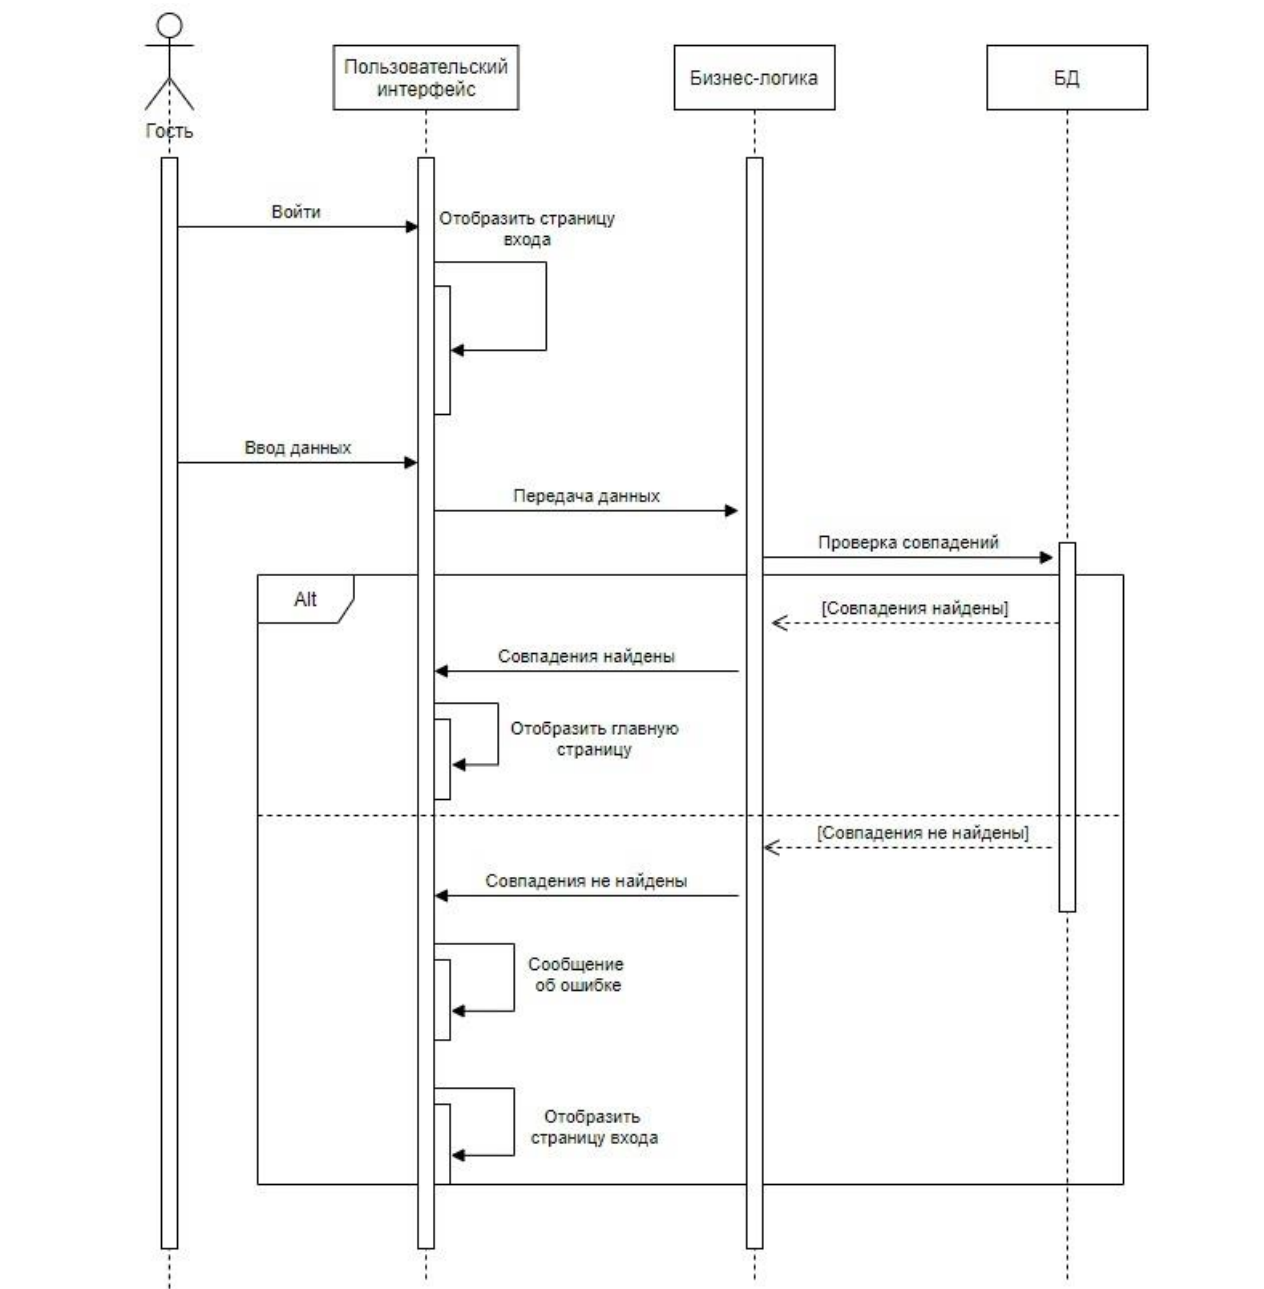 Гость
Пользовательский
интерфейс
Бизнес-логика
БД
Войти
Отобразить страницу
входа
Ввод данных
Передача данных
Проверка совпадений
Alt
[Совпадения найдены]
Совпадения найдены
Отобразить главную
страницу
[Совпадения не найдены]
Совпадения не найдены
Сообщение
об ошибке
Отобразить
страницу входа